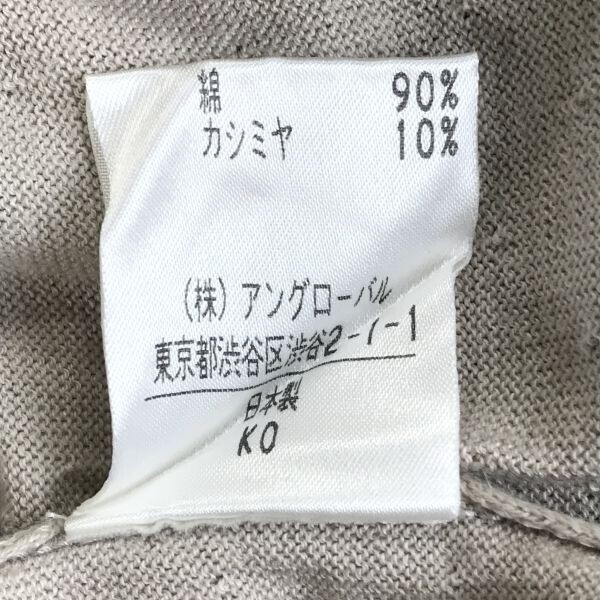 綿 90%
カシミヤ 10%
(株)アングローバル
東京都渋谷区渋谷2-1-1
日本製
KO